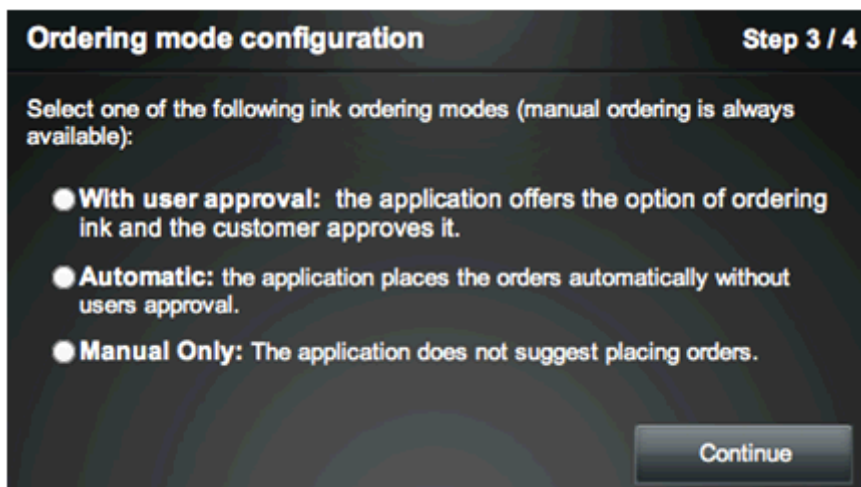 Ordering mode configuration
Step 3 / 4
Select one of the following ink ordering modes (manual ordering is always
available):
With user approval: the application offers the option of ordering
ink and the customer approves it.
Automatic: the application places the orders automatically without
users approval.
Manual Only: The application does not suggest placing orders.
Continue